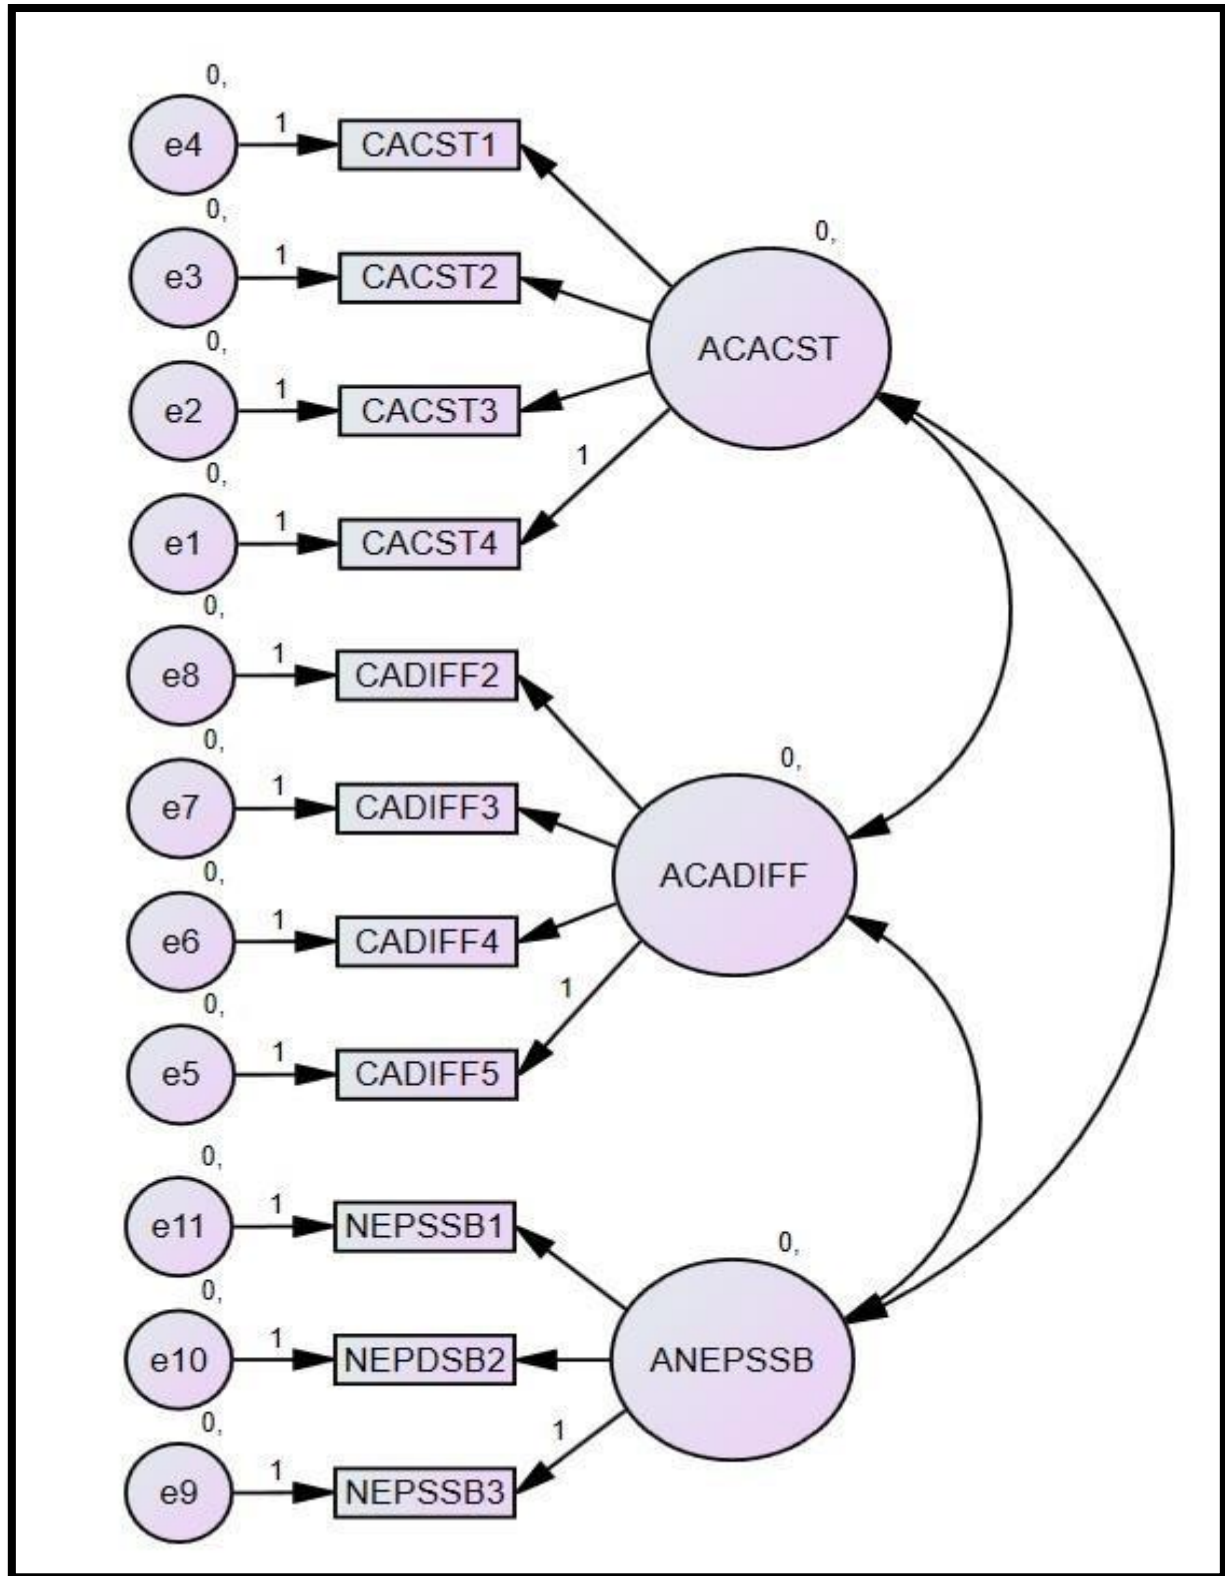 0,
e4 1 CACST1
0,
e3 1 CACST2
0,
ACACST
0,
e2 1 CACST3
0,
1
e1 1 CACST4
0,
e8 1 CADIFF2
0,
e7 1 CADIFF3
0,
ACADIFF
0,
e6 1 CADIFF4
0,
1
e5 1 CADIFF5
0,
e11 1 NEPSSB1
0,
e10 1 NEPDSB2
0,
ANEPSSB
0,
1
e9 1 NEPSSB3